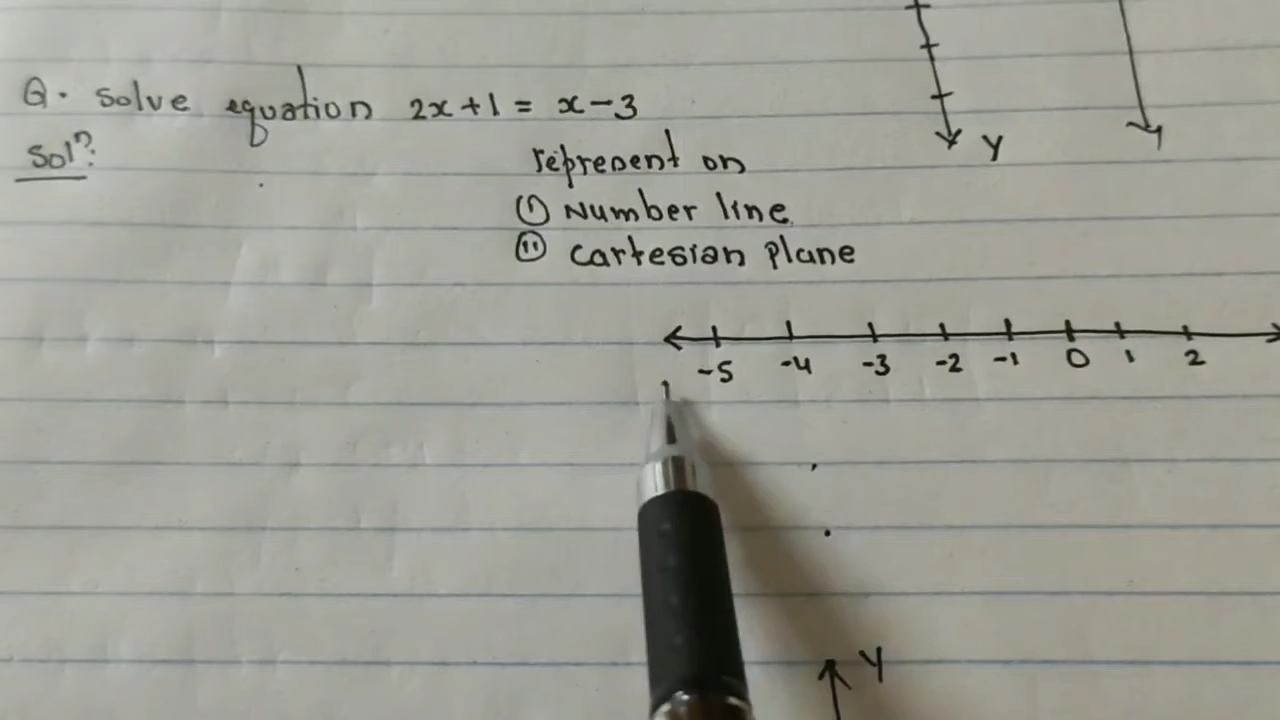 Y
Q. Solve equation 2x+1 = x-3
Sol?
represent on
(i) Number line
(ii) Cartesian plane
-5 -4 -3 -2 -1 0 1 2
Y